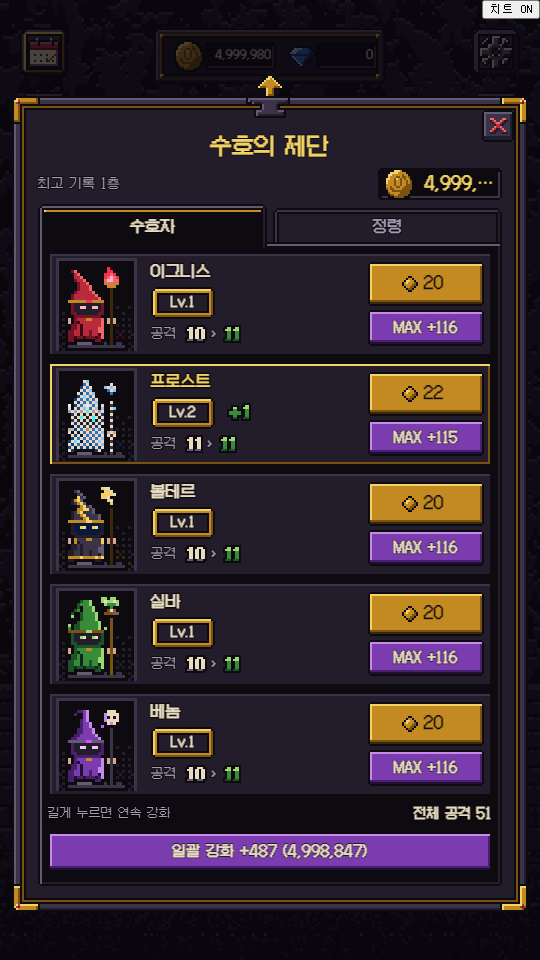 치트 ON
4,999,980
0
수호의 제단
최고 기록 1층
4,999,···
수호자
정령
이그니스
Lv.1
공격 10 › 11
20
MAX +116
프로스트
Lv.2 +1
공격 11 › 11
22
MAX +115
볼테르
Lv.1
공격 10 › 11
20
MAX +116
실바
Lv.1
공격 10 › 11
20
MAX +116
베놈
Lv.1
공격 10 › 11
20
MAX +116
길게 누르면 연속 강화
전체 공격 51
일괄 강화 +487 (4,998,847)